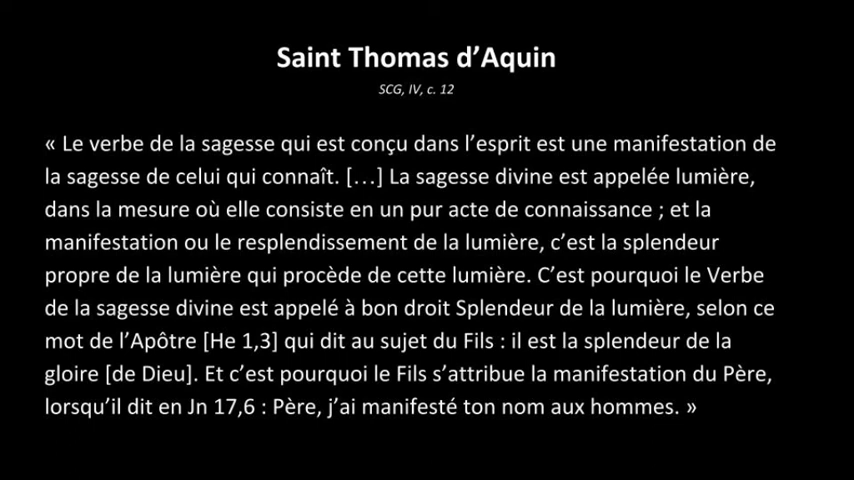 Saint Thomas d’Aquin
SCG, IV, c. 12
« Le verbe de la sagesse qui est conçu dans l’esprit est une manifestation de
la sagesse de celui qui connaît. […] La sagesse divine est appelée lumière,
dans la mesure où elle consiste en un pur acte de connaissance ; et la
manifestation ou le resplendissement de la lumière, c’est la splendeur
propre de la lumière qui procède de cette lumière. C’est pourquoi le Verbe
de la sagesse divine est appelé à bon droit Splendeur de la lumière, selon ce
mot de l’Apôtre [He 1,3] qui dit au sujet du Fils : il est la splendeur de la
gloire [de Dieu]. Et c’est pourquoi le Fils s’attribue la manifestation du Père,
lorsqu’il dit en Jn 17,6 : Père, j’ai manifesté ton nom aux hommes. »